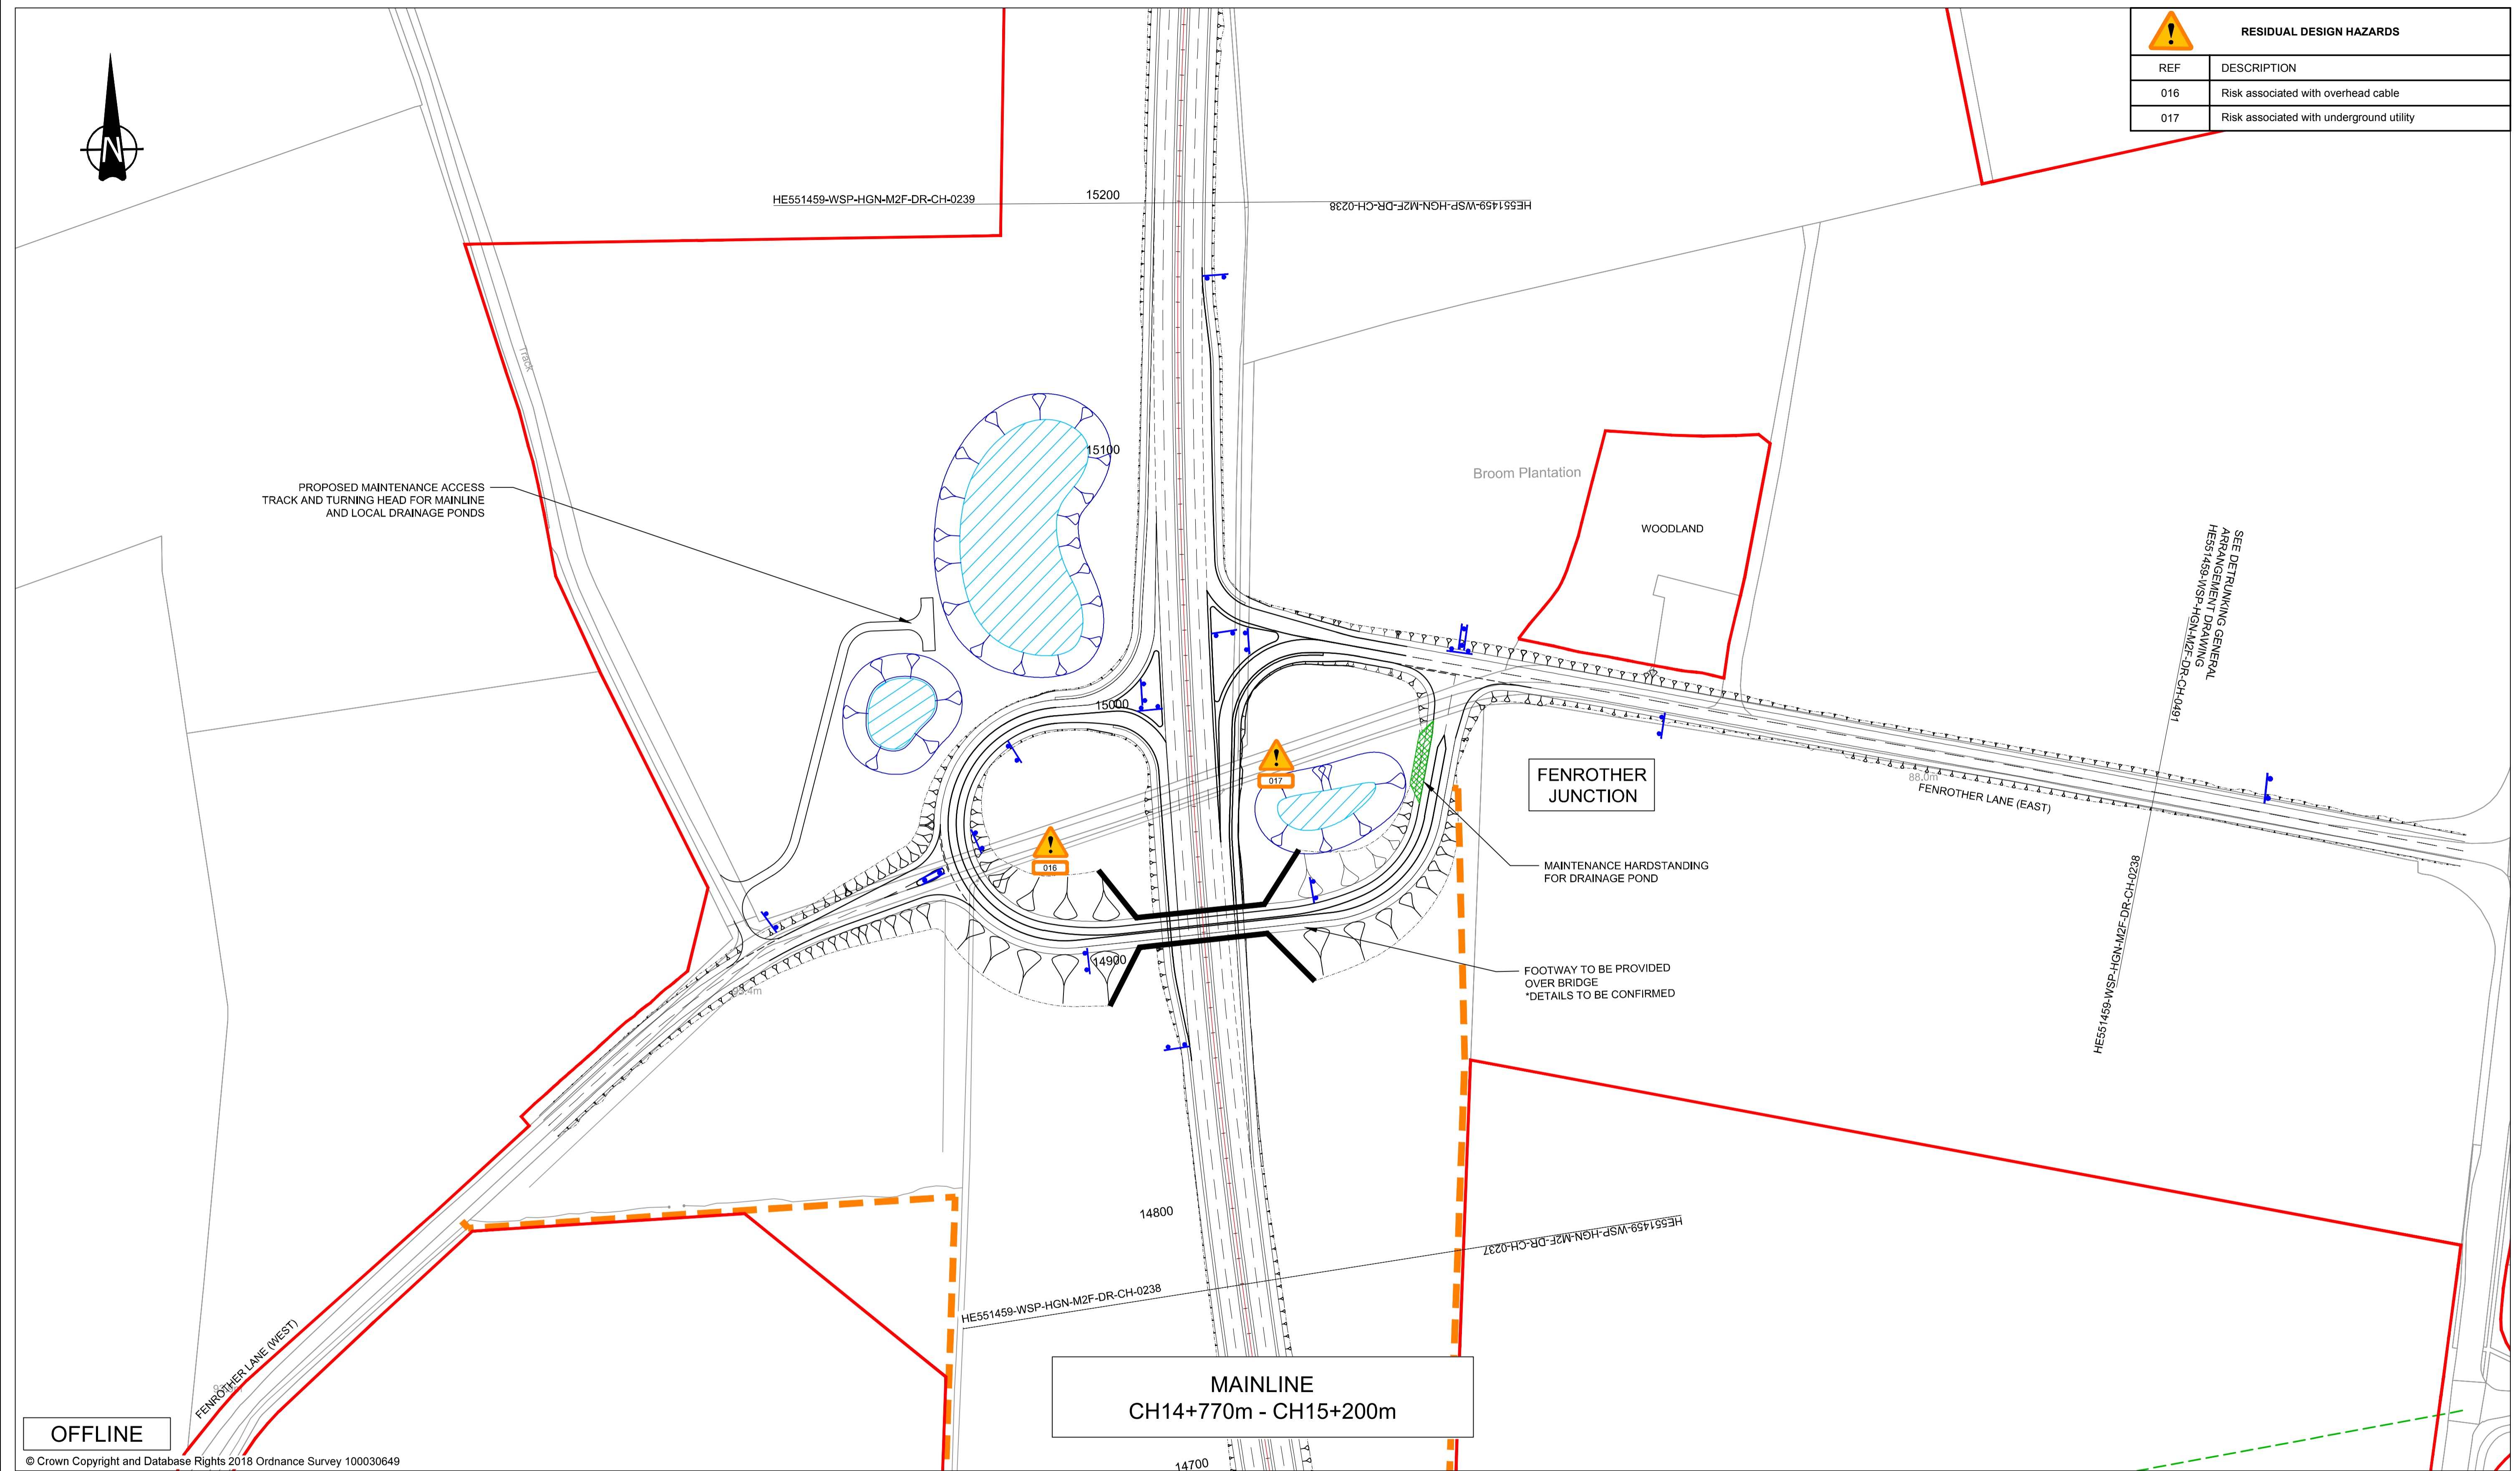 RESIDUAL DESIGN HAZARDS
REF DESCRIPTION
016 Risk associated with overhead cable
017 Risk associated with underground utility
N
HE551459-WSP-HGN-M2F-DR-CH-0239
15200
HE551459-WSP-HGN-M2F-DR-CH-0238
Track
15100
Broom Plantation
PROPOSED MAINTENANCE ACCESS
TRACK AND TURNING HEAD FOR MAINLINE
AND LOCAL DRAINAGE PONDS
WOODLAND
SEE DETRUNKING GENERAL
ARRANGEMENT DRAWING
HE551459-WSP-HGN-M2F-DR-CH-0491
15000
017
FENROTHER
JUNCTION
88.0m
FENROTHER LANE (EAST)
016
MAINTENANCE HARDSTANDING
FOR DRAINAGE POND
HE551459-WSP-HGN-M2F-DR-CH-0238
14900
FOOTWAY TO BE PROVIDED
OVER BRIDGE
*DETAILS TO BE CONFIRMED
14800
HE551459-WSP-HGN-M2F-DR-CH-0237
HE551459-WSP-HGN-M2F-DR-CH-0238
FENROTHER LANE (WEST)
MAINLINE
CH14+770m - CH15+200m
OFFLINE
© Crown Copyright and Database Rights 2018 Ordnance Survey 100030649
14700